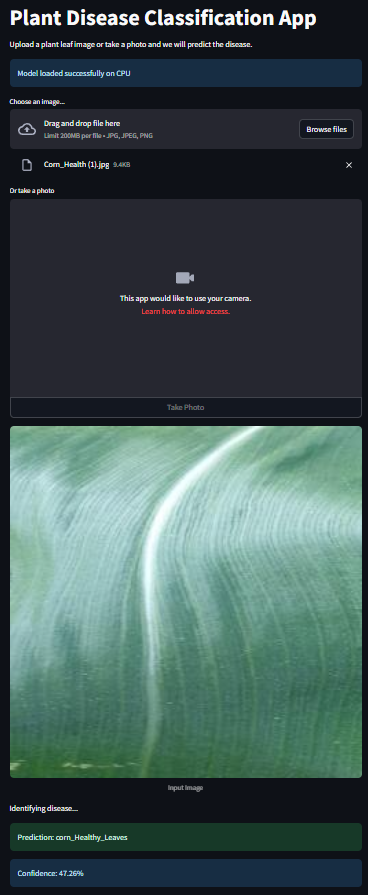 Plant Disease Classification App
Upload a plant leaf image or take a photo and we will predict the disease.
Model loaded successfully on CPU
Choose an image...
Drag and drop file here
Limit 200MB per file • JPG, JPEG, PNG
Browse files
Corn_Health (1).jpg 9.4KB
Or take a photo
This app would like to use your camera.
Learn how to allow access.
Take Photo
Input Image
Identifying disease...
Prediction: corn_Healthy_Leaves
Confidence: 47.26%